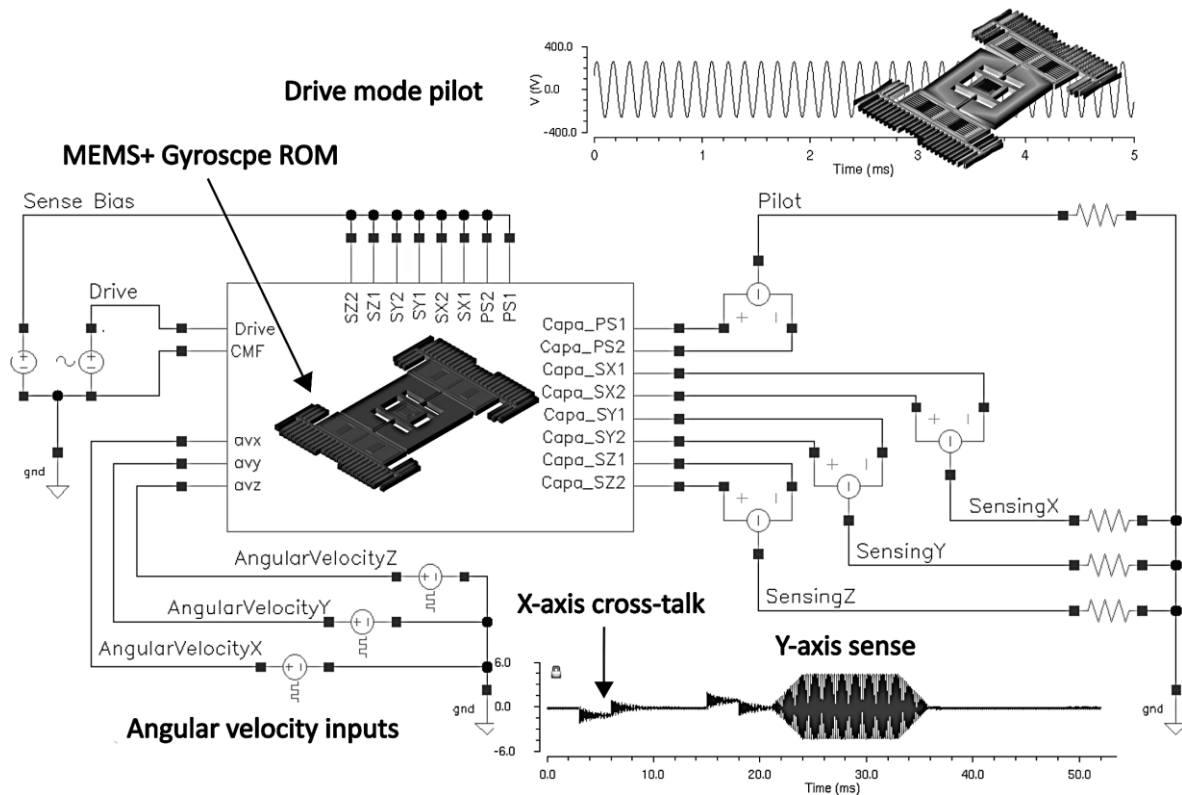 Drive mode pilot
V (fV)
400.0
0.0
-400.0
0 1 2 3 4 5
Time (ms)
MEMS+ Gyroscpe ROM
Sense Bias
Pilot
Drive
SZ2 SZ1 SY2 SY1 SX2 SX1 PS2 PS1
Drive
CMF
avx
avy
avz
gnd
Capa_PS1
Capa_PS2
Capa_SX1
Capa_SX2
Capa_SY1
Capa_SY2
Capa_SZ1
Capa_SZ2
SensingX
SensingY
SensingZ
AngularVelocityZ
AngularVelocityY
AngularVelocityX
gnd
gnd
Angular velocity inputs
X-axis cross-talk
Y-axis sense
6.0
0.0
-6.0
0.0 10.0 20.0 30.0 40.0 50.0
Time (ms)